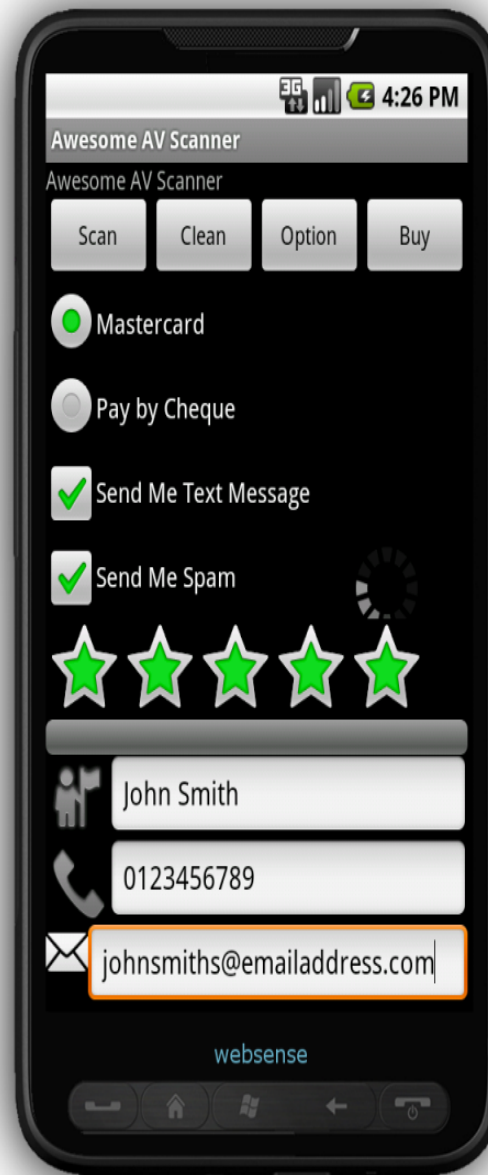 3G 4:26 PM
Awesome AV Scanner
Awesome AV Scanner
Scan Clean Option Buy
Mastercard
Pay by Cheque
Send Me Text Message
Send Me Spam
John Smith
0123456789
johnsmiths@emailaddress.com
websense